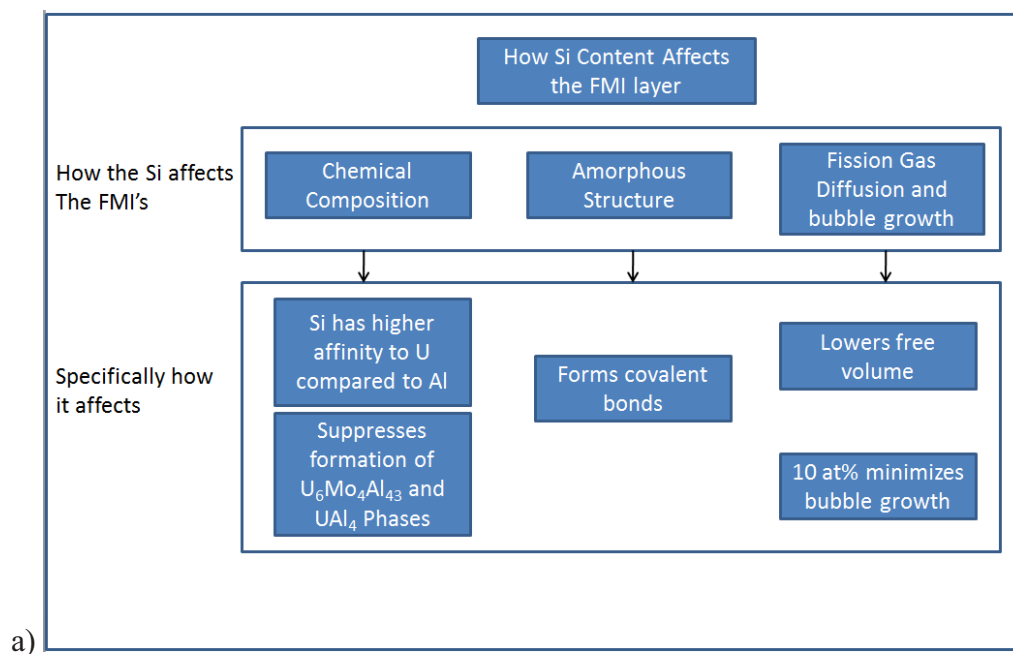 How Si Content Affects
the FMI layer
How the Si affects
The FMI's
Chemical
Composition
Amorphous
Structure
Fission Gas
Diffusion and
bubble growth
Specifically how
it affects
Si has higher
affinity to U
compared to Al
Suppresses
formation of
U₆Mo₄Al₄₃ and
UAl₄ Phases
Forms covalent
bonds
Lowers free
volume
10 at% minimizes
bubble growth
a)